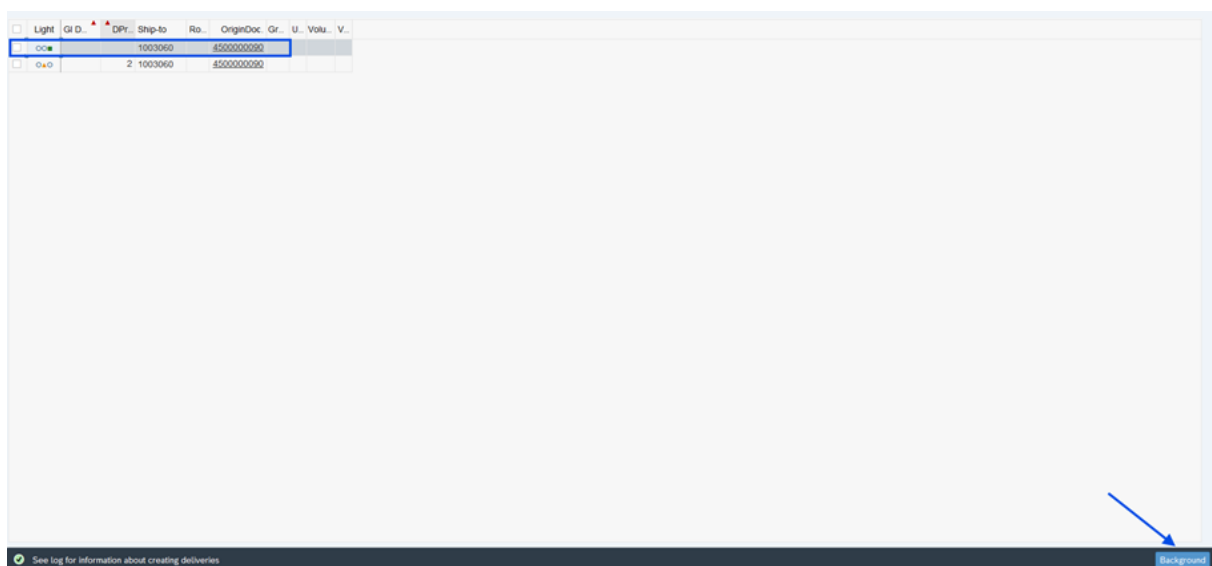 Light GI D... DPr... Ship-to Ro... OriginDoc. Gr... U... Volu... V...
1003060 4500000090
2 1003060 4500000090
See log for information about creating deliveries Background